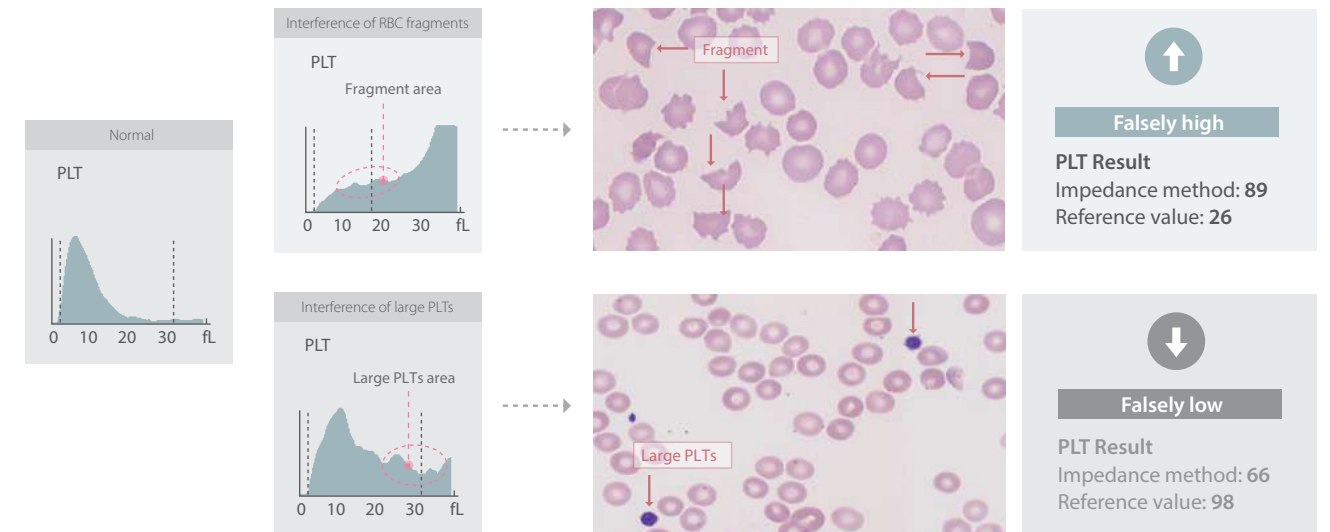 Normal
PLT
0 10 20 30 fL
Interference of RBC fragments
PLT
Fragment area
0 10 20 30 fL
Fragment
Falsely high
PLT Result
Impedance method: 89
Reference value: 26
Interference of large PLTs
PLT
Large PLTs area
0 10 20 30 fL
Large PLTs
Falsely low
PLT Result
Impedance method: 66
Reference value: 98